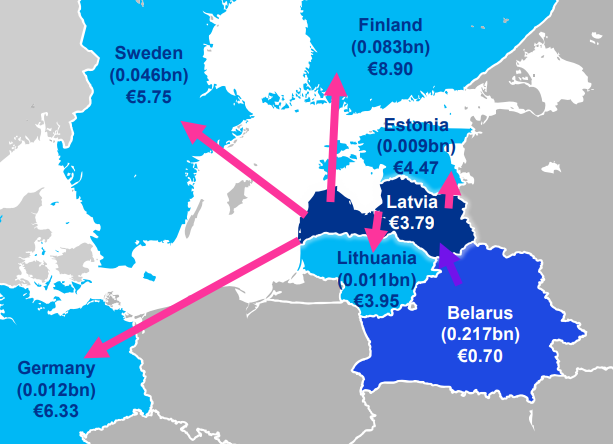 Finland
(0.083bn)
€8.90
Sweden
(0.046bn)
€5.75
Estonia
(0.009bn)
€4.47
Latvia
€3.79
Lithuania
(0.011bn)
€3.95
Belarus
(0.217bn)
€0.70
Germany
(0.012bn)
€6.33